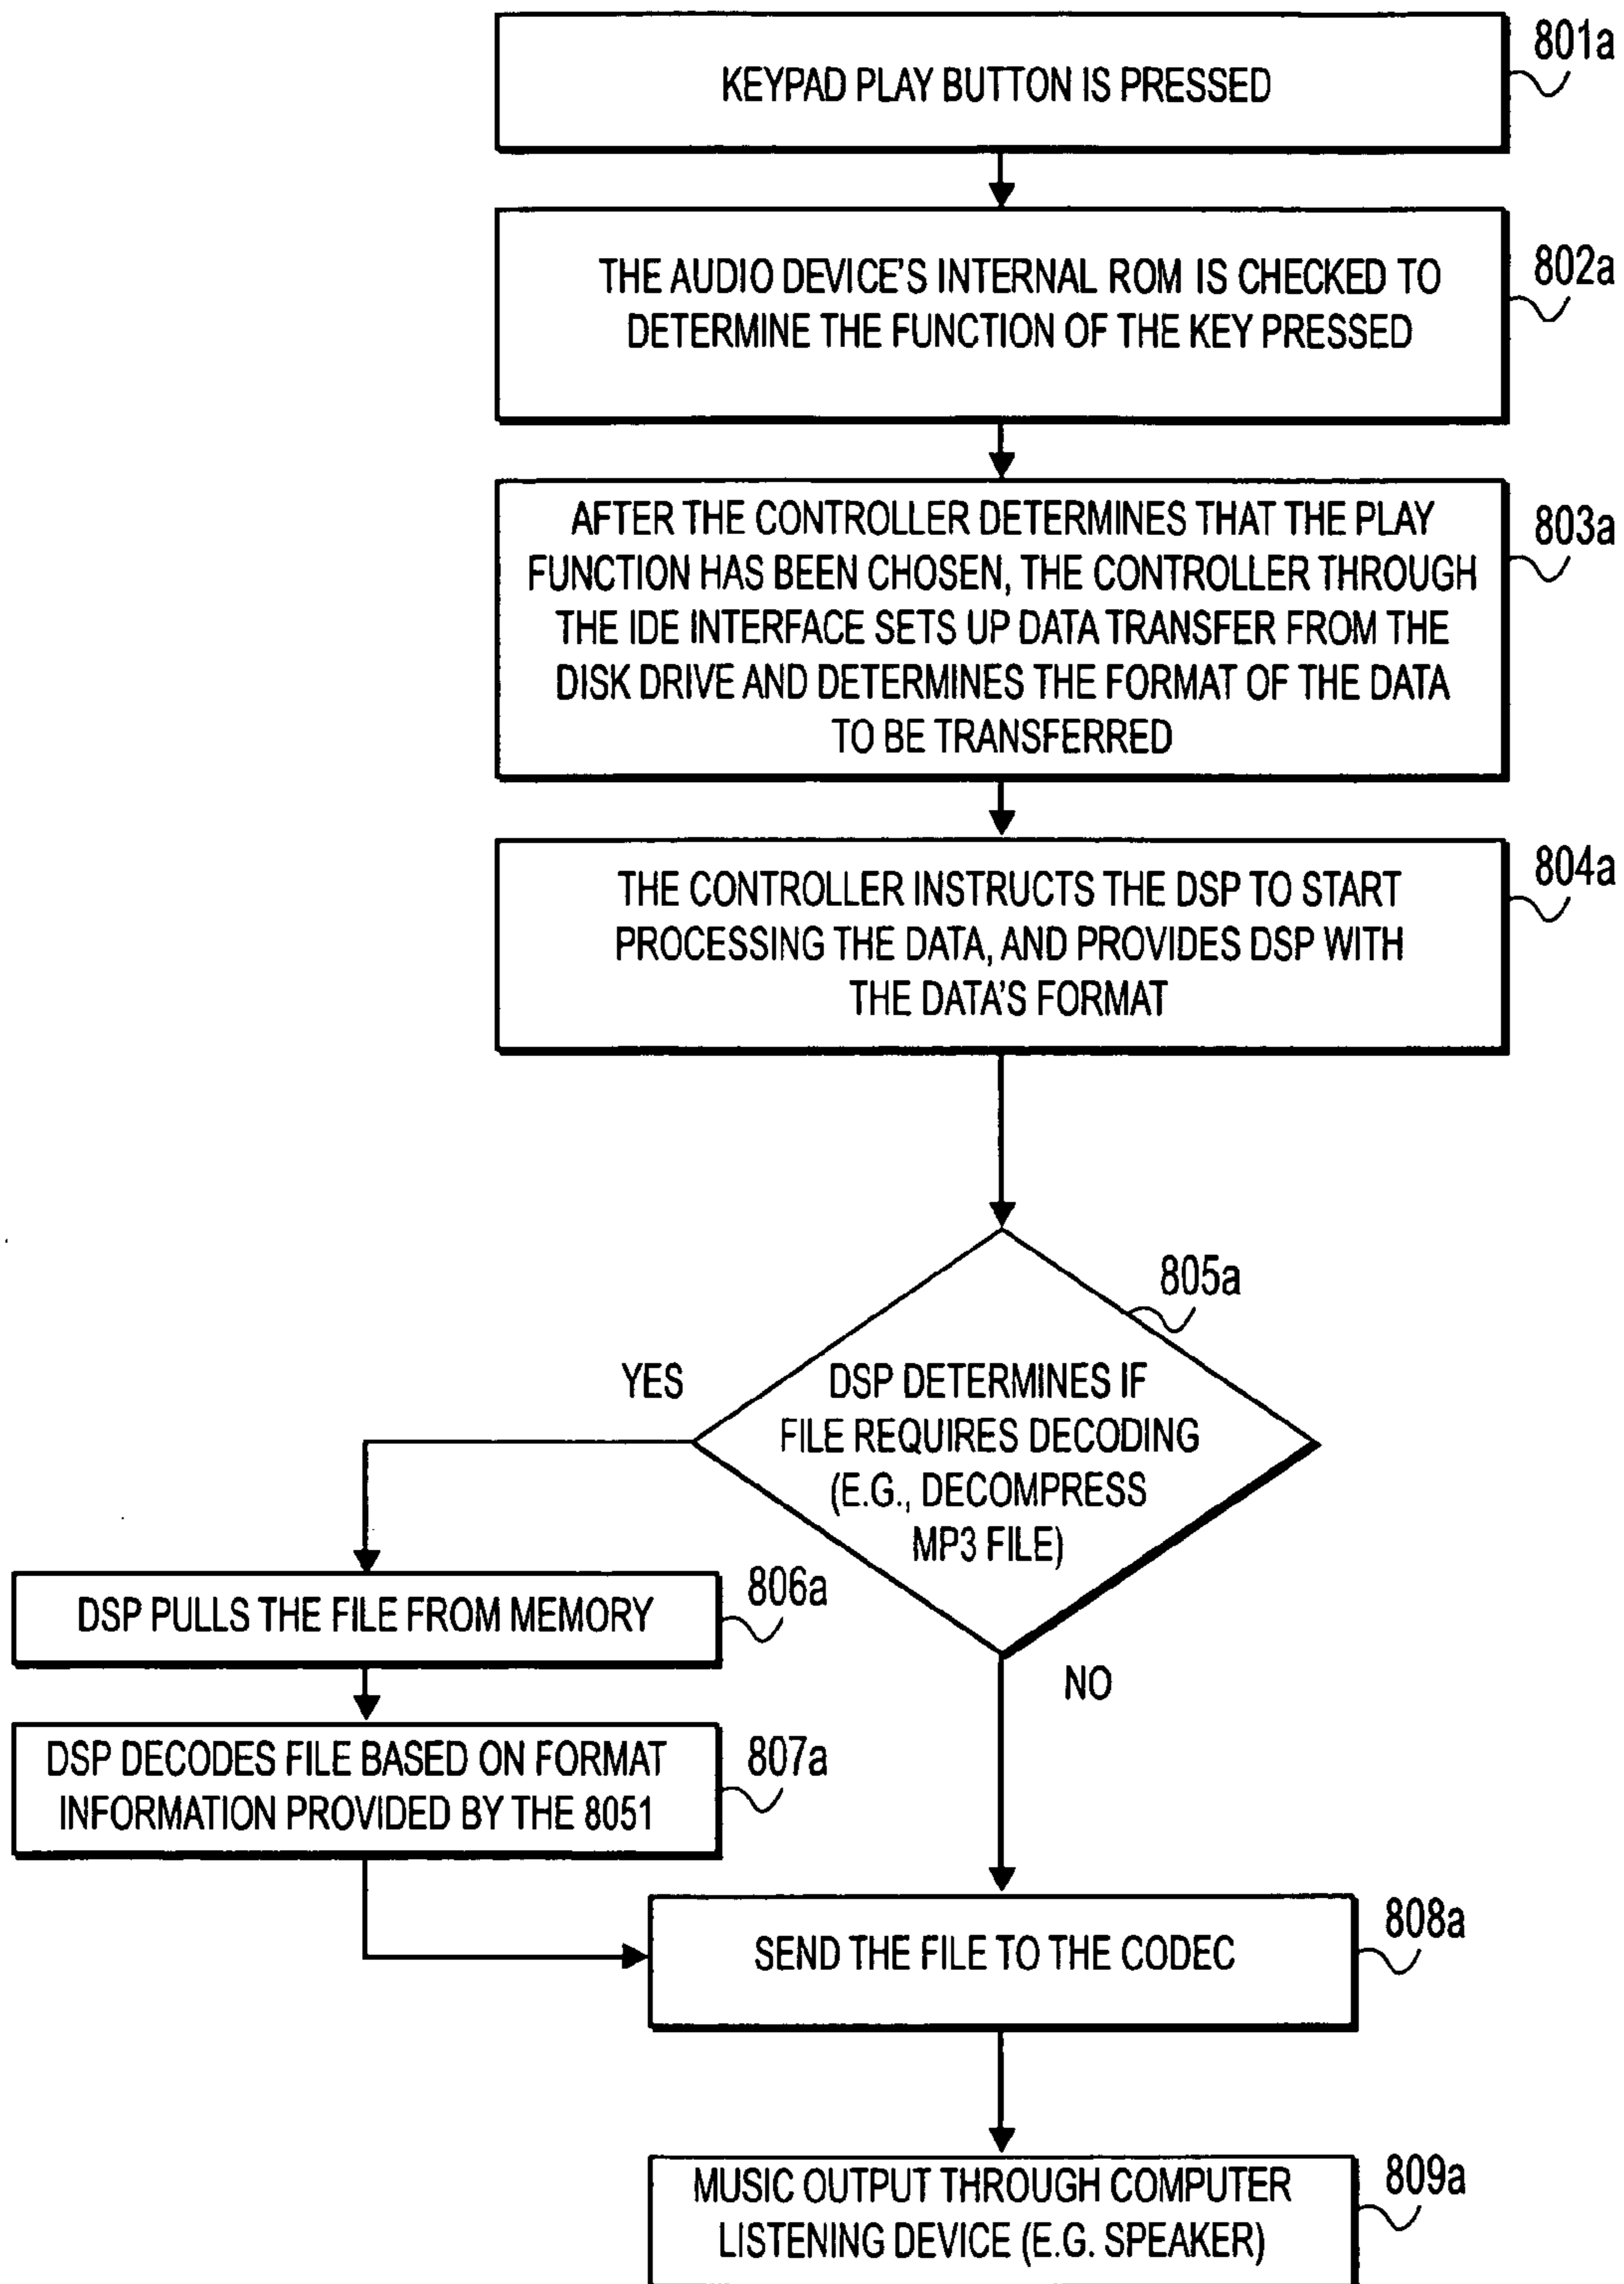 801a
KEYPAD PLAY BUTTON IS PRESSED
802a
THE AUDIO DEVICE'S INTERNAL ROM IS CHECKED TO
DETERMINE THE FUNCTION OF THE KEY PRESSED
803a
AFTER THE CONTROLLER DETERMINES THAT THE PLAY
FUNCTION HAS BEEN CHOSEN, THE CONTROLLER THROUGH
THE IDE INTERFACE SETS UP DATA TRANSFER FROM THE
DISK DRIVE AND DETERMINES THE FORMAT OF THE DATA
TO BE TRANSFERRED
804a
THE CONTROLLER INSTRUCTS THE DSP TO START
PROCESSING THE DATA, AND PROVIDES DSP WITH
THE DATA'S FORMAT
805a
DSP DETERMINES IF
FILE REQUIRES DECODING
(E.G., DECOMPRESS
MP3 FILE)
YES
806a
DSP PULLS THE FILE FROM MEMORY
NO
807a
DSP DECODES FILE BASED ON FORMAT
INFORMATION PROVIDED BY THE 8051
808a
SEND THE FILE TO THE CODEC
809a
MUSIC OUTPUT THROUGH COMPUTER
LISTENING DEVICE (E.G. SPEAKER)